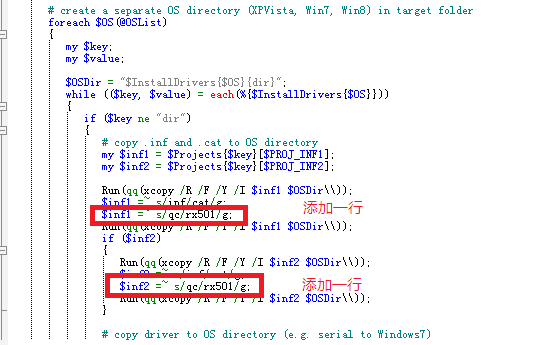 # create a separate OS directory (XPVista, Win7, Win8) in target folder
foreach $OS(@OSList)
{
my $key;
my $value;
$OSDir = "$InstallDrivers{$OS}{dir}";
while (($key, $value) = each(%{$InstallDrivers{$OS}}))
{
if ($key ne "dir")
{
# copy .inf and .cat to OS directory
my $inf1 = $Projects{$key}[$PROJ_INF1];
my $inf2 = $Projects{$key}[$PROJ_INF2];
Run(qq(xcopy /R /F /Y /I $inf1 $OSDir\\));
$inf1 =~ s/inf/cat/g;
$inf1 =~ s/qc/rx501/g; 添加一行
Run(qq(xcopy /R /F /Y /I $inf1 $OSDir\\));
if ($inf2)
{
Run(qq(xcopy /R /F /Y /I $inf2 $OSDir\\));
$inf2 =~ s/qc/rx501/g; 添加一行
Run(qq(xcopy /R /F /Y /I $inf2 $OSDir\\));
}
# copy driver to OS directory (e.g. serial to Windows7)